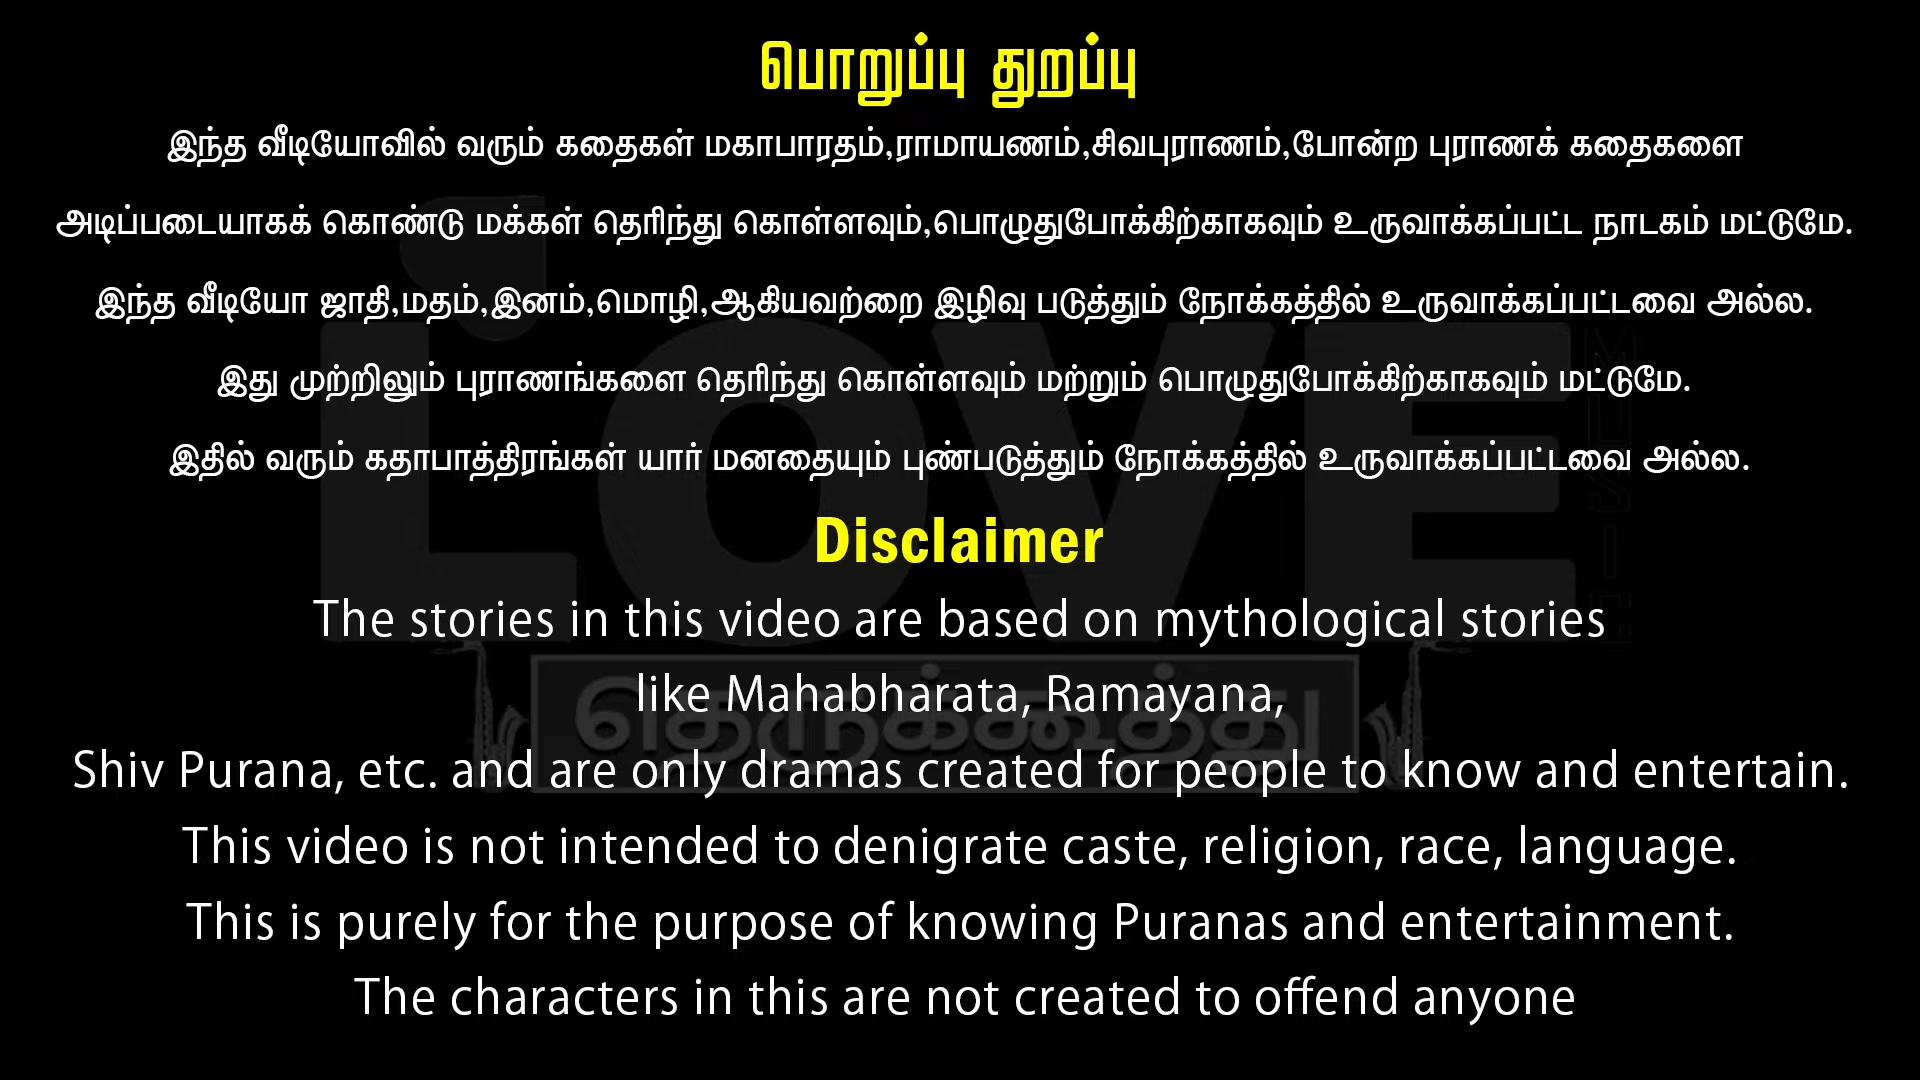 பொறுப்பு துறப்பு
இந்த வீடியோவில் வரும் கதைகள் மகாபாரதம்,ராமாயணம்,சிவபுராணம்,போன்ற புராணக் கதைகளை
அடிப்படையாகக் கொண்டு மக்கள் தெரிந்து கொள்ளவும்,பொழுதுபோக்கிற்காகவும் உருவாக்கப்பட்ட நாடகம் மட்டுமே.
இந்த வீடியோ ஜாதி,மதம்,இனம்,மொழி,ஆகியவற்றை இழிவு படுத்தும் நோக்கத்தில் உருவாக்கப்பட்டவை அல்ல.
இது முற்றிலும் புராணங்களை தெரிந்து கொள்ளவும் மற்றும் பொழுதுபோக்கிற்காகவும் மட்டுமே.
இதில் வரும் கதாபாத்திரங்கள் யார் மனதையும் புண்படுத்தும் நோக்கத்தில் உருவாக்கப்பட்டவை அல்ல.
LOVE
Disclaimer
The stories in this video are based on mythological stories
like Mahabharata, Ramayana,
தெருக்கூத்து
Shiv Purana, etc. and are only dramas created for people to know and entertain.
This video is not intended to denigrate caste, religion, race, language.
This is purely for the purpose of knowing Puranas and entertainment.
The characters in this are not created to offend anyone